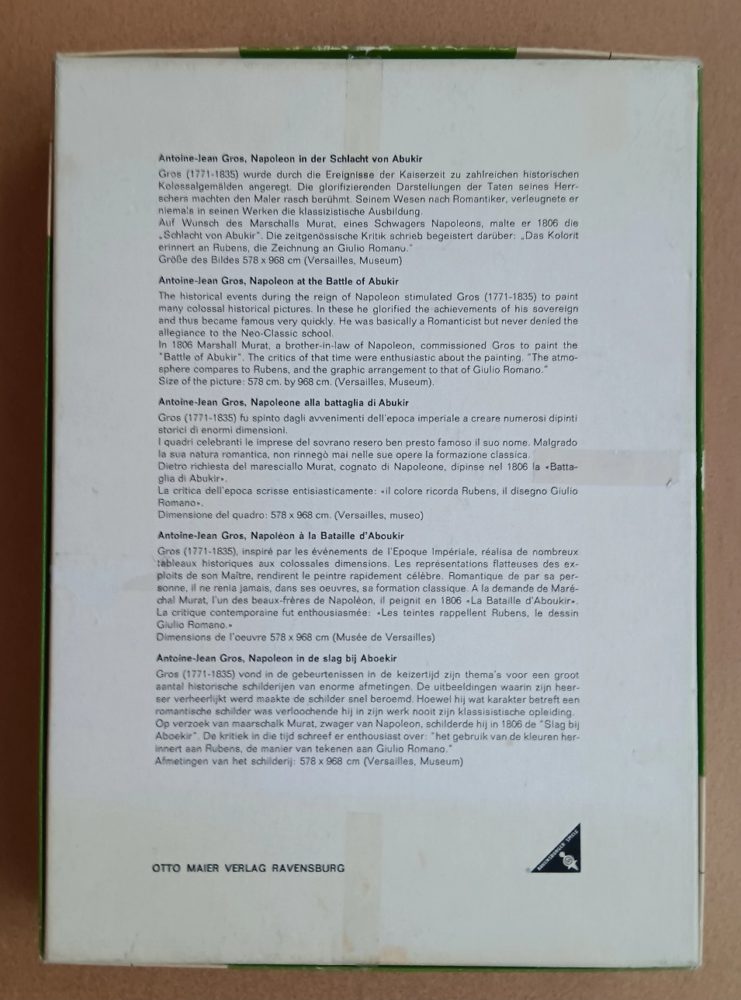 Antoine-Jean Gros, Napoleon in der Schlacht von Abukir
Gros (1771-1835) wurde durch die Ereignisse der Kaiserzeit zu zahlreichen historischen
Kolossalgemälden angeregt. Die glorifizierenden Darstellungen der Taten seines Herr-
schers machten den Maler rasch berühmt. Seinem Wesen nach Romantiker, verleugnete er
niemals in seinen Werken die klassizistische Ausbildung.
Auf Wunsch des Marschalls Murat, eines Schwagers Napoleons, malte er 1806 die
„Schlacht von Abukir". Die zeitgenössische Kritik schrieb begeistert darüber: „Das Kolorit
erinnert an Rubens, die Zeichnung an Giulio Romano."
Größe des Bildes 578 x 968 cm (Versailles, Museum)
Antoine-Jean Gros, Napoleon at the Battle of Abukir
The historical events during the reign of Napoleon stimulated Gros (1771-1835) to paint
many colossal historical pictures. In these he glorified the achievements of his sovereign
and thus became famous very quickly. He was basically a Romanticist but never denied the
allegiance to the Neo-Classic school.
In 1806 Marshall Murat, a brother-in-law of Napoleon, commissioned Gros to paint the
"Battle of Abukir". The critics of that time were enthusiastic about the painting. "The atmo-
sphere compares to Rubens, and the graphic arrangement to that of Giulio Romano."
Size of the picture: 578 cm. by 968 cm. (Versailles, Museum).
Antoine-Jean Gros, Napoleone alla battaglia di Abukir
Gros (1771-1835) fu spinto dagli avvenimenti dell'epoca imperiale a creare numerosi dipinti
storici di enormi dimensioni.
I quadri celebranti le imprese del sovrano resero ben presto famoso il suo nome. Malgrado
la sua natura romantica, non rinnegò mai nelle sue opere la formazione classica.
Dietro richiesta del maresciallo Murat, cognato di Napoleone, dipinse nel 1806 la «Batta-
glia di Abukir».
La critica dell'epoca scrisse entisiasticamente: «il colore ricorda Rubens, il disegno Giulio
Romano».
Dimensione del quadro: 578 x 968 cm. (Versailles, museo)
Antoine-Jean Gros, Napoléon à la Bataille d'Aboukir
Gros (1771-1835), inspiré par les événements de l'Epoque Impériale, réalisa de nombreux
tableaux historiques aux colossales dimensions. Les représentations flatteuses des ex-
ploits de son Maître, rendirent le peintre rapidement célèbre. Romantique de par sa per-
sonne, il ne renia jamais, dans ses oeuvres, sa formation classique. A la demande de Maré-
chal Murat, l'un des beaux-frères de Napoléon, il peignit en 1806 «La Bataille d'Aboukir».
La critique contemporaine fut enthousiasmée: «Les teintes rappellent Rubens, le dessin
Giulio Romano.»
Dimensions de l'oeuvre 578 x 968 cm (Musée de Versailles)
Antoine-Jean Gros, Napoleon in de slag bij Aboekir
Gros (1771-1835) vond in de gebeurtenissen in de keizertijd zijn thema's voor een groot
aantal historische schilderijen van enorme afmetingen. De uitbeeldingen waarin zijn heer-
ser verheerlijkt werd maakte de schilder snel beroemd. Hoewel hij wat karakter betreft een
romantische schilder was verloochende hij in zijn werk nooit zijn klassisistische opleiding.
Op verzoek van maarschalk Murat, zwager van Napoleon, schilderde hij in 1806 de "Slag bij
Aboekir". De kritiek in die tijd schreef er enthousiast over: "het gebruik van de kleuren her-
innert aan Rubens, de manier van tekenen aan Giulio Romano."
Afmetingen van het schilderij: 578 x 968 cm (Versailles, Museum)
OTTO MAIER VERLAG RAVENSBURG
RAVENSBURGER SPIELE